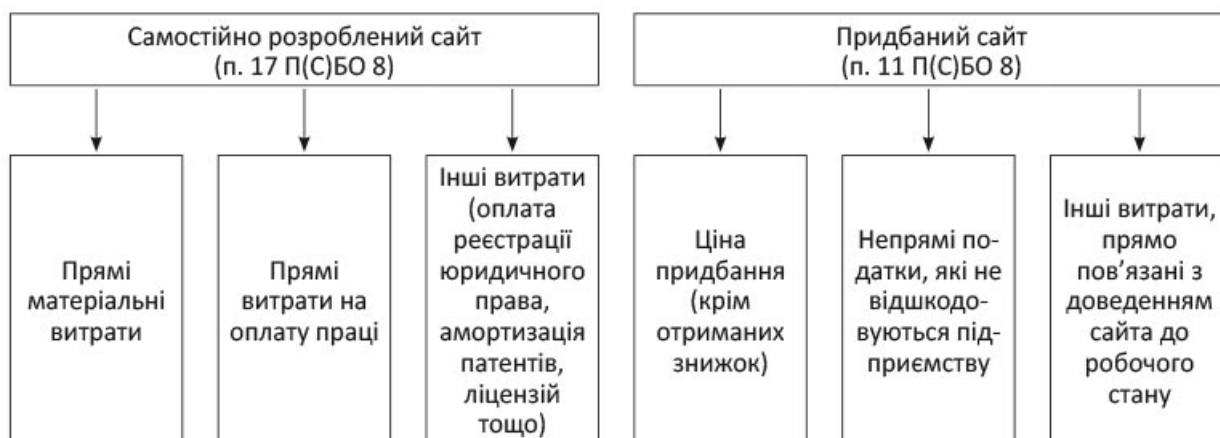 Самостійно розроблений сайт
(п. 17 П(С)БО 8)
Придбаний сайт
(п. 11 П(С)БО 8)
Прямі
матеріальні
витрати
Прямі
витрати на
оплату праці
Інші витрати
(оплата
реєстрації
юридичного
права,
амортизація
патентів,
ліцензій
тощо)
Ціна
придбання
(крім
отриманих
знижок)
Непрямі по-
датки, які не
відшкодо-
вуються під-
приємству
Інші витрати,
прямо
пов’язані з
доведенням
сайта до
робочого
стану